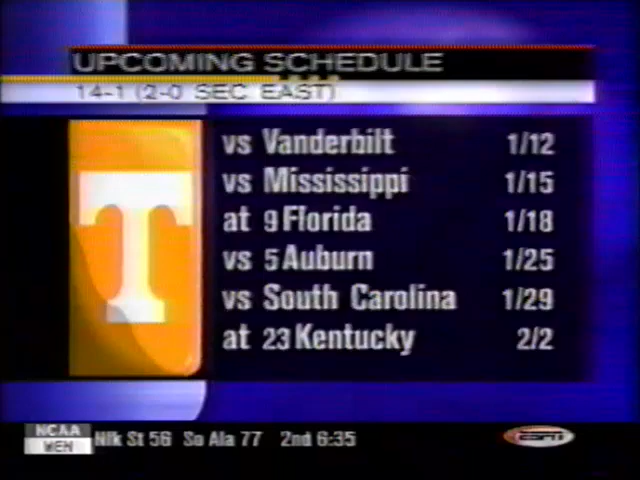 UPCOMING SCHEDULE
14-1 (2-0 SEC EAST)
T
vs Vanderbilt 1/12
vs Mississippi 1/15
at 9 Florida 1/18
vs 5 Auburn 1/25
vs South Carolina 1/29
at 23 Kentucky 2/2
NCAA
MEN
Nflk St 56 So Ala 77 2nd 6:35
ESPN